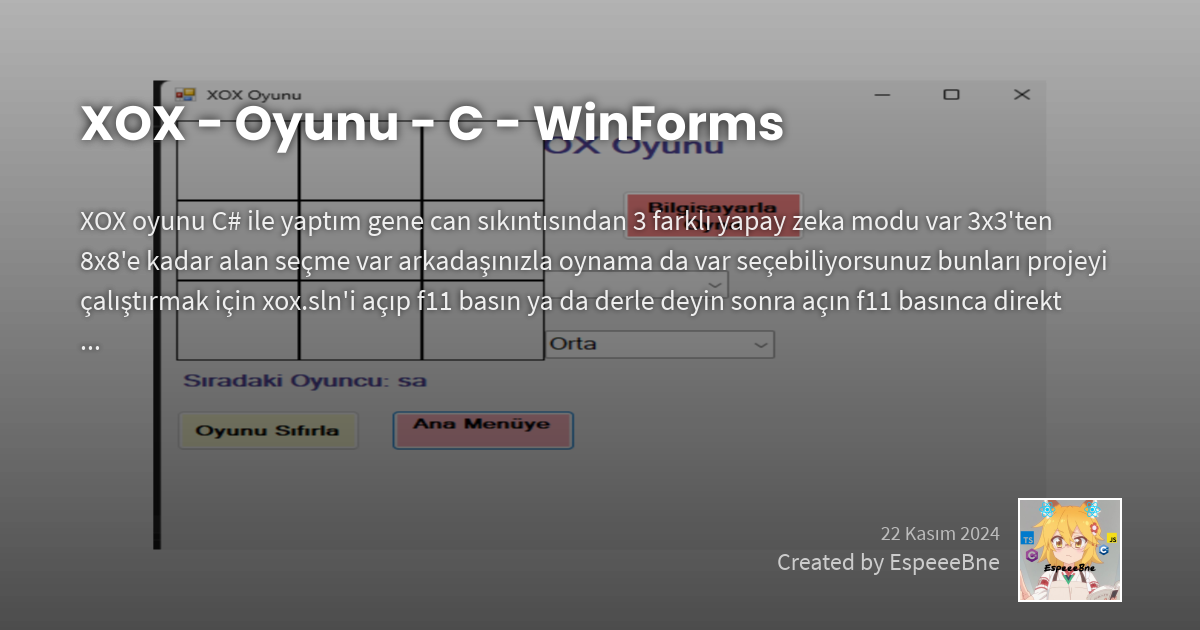 XOX Oyunu
XOX - Oyunu - C - WinForms
OX Oyunu
Bilgisayarla
XOX oyunu C# ile yaptım gene can sıkıntısından 3 farklı yapay zeka modu var 3x3'ten
8x8'e kadar alan seçme var arkadaşınızla oynama da var seçebiliyorsunuz bunları projeyi
çalıştırmak için xox.sln'i açıp f11 basın ya da derle deyin sonra açın f11 basınca direkt
...
Orta
Sıradaki Oyuncu: sa
Oyunu Sıfırla
Ana Menüye
22 Kasım 2024
Created by EspeeeBne
TS
JS
C
C
EspeeeBne